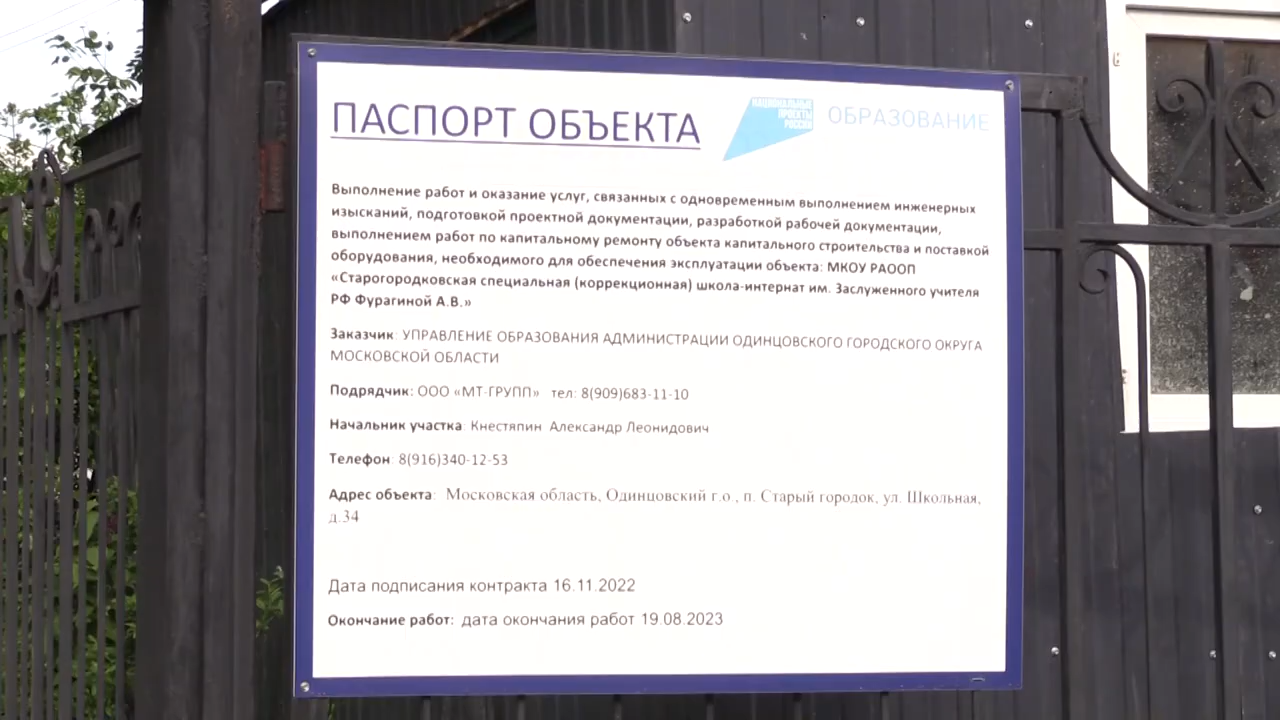 ПАСПОРТ ОБЪЕКТА
НАЦИОНАЛЬНЫЕ
ПРОЕКТЫ
РОССИИ
ОБРАЗОВАНИЕ
Выполнение работ и оказание услуг, связанных с одновременным выполнением инженерных
изысканий, подготовкой проектной документации, разработкой рабочей документации,
выполнением работ по капитальному ремонту объекта капитального строительства и поставкой
оборудования, необходимого для обеспечения эксплуатации объекта: МКОУ РАООП
«Старогородковская специальная (коррекционная) школа-интернат им. Заслуженного учителя
РФ Фурагиной А.В.»
Заказчик: УПРАВЛЕНИЕ ОБРАЗОВАНИЯ АДМИНИСТРАЦИИ ОДИНЦОВСКОГО ГОРОДСКОГО ОКРУГА
МОСКОВСКОЙ ОБЛАСТИ
Подрядчик: ООО «МТ-ГРУПП» тел: 8(909)683-11-10
Начальник участка: Кнестяпин Александр Леонидович
Телефон: 8(916)340-12-53
Адрес объекта: Московская область, Одинцовский г.о., п. Старый городок, ул. Школьная,
д.34
Дата подписания контракта 16.11.2022
Окончание работ: дата окончания работ 19.08.2023